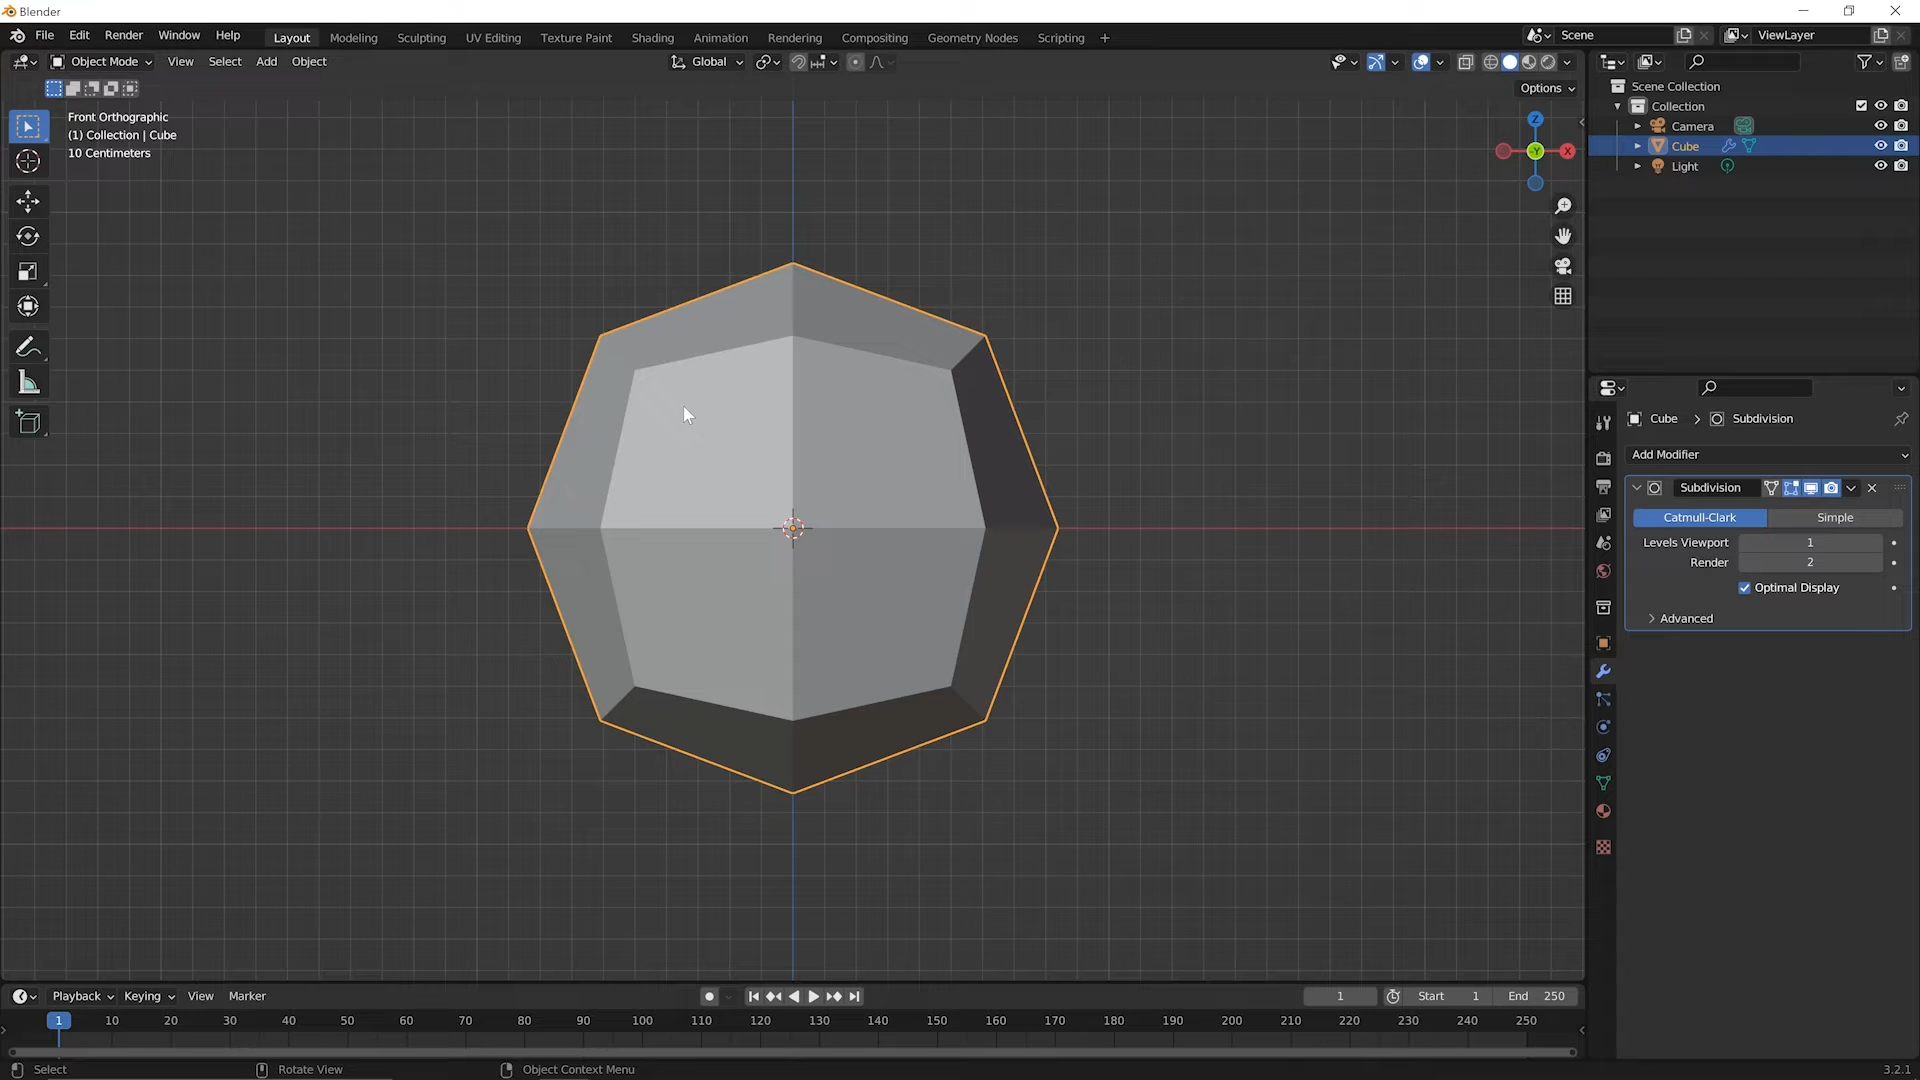 Blender
File Edit Render Window Help Layout Modeling Sculpting UV Editing Texture Paint Shading Animation Rendering Compositing Geometry Nodes Scripting + Scene ViewLayer
Object Mode View Select Add Object Global
Options
Front Orthographic
(1) Collection | Cube
10 Centimeters
Z
-Y
X
Scene Collection
Collection
Camera
Cube
Light
Cube > Subdivision
Add Modifier
Subdivision
Catmull-Clark Simple
Levels Viewport 1
Render 2
Optimal Display
Advanced
Playback Keying View Marker 1 Start 1 End 250
1 10 20 30 40 50 60 70 80 90 100 110 120 130 140 150 160 170 180 190 200 210 220 230 240 250
Select Rotate View Object Context Menu 3.2.1